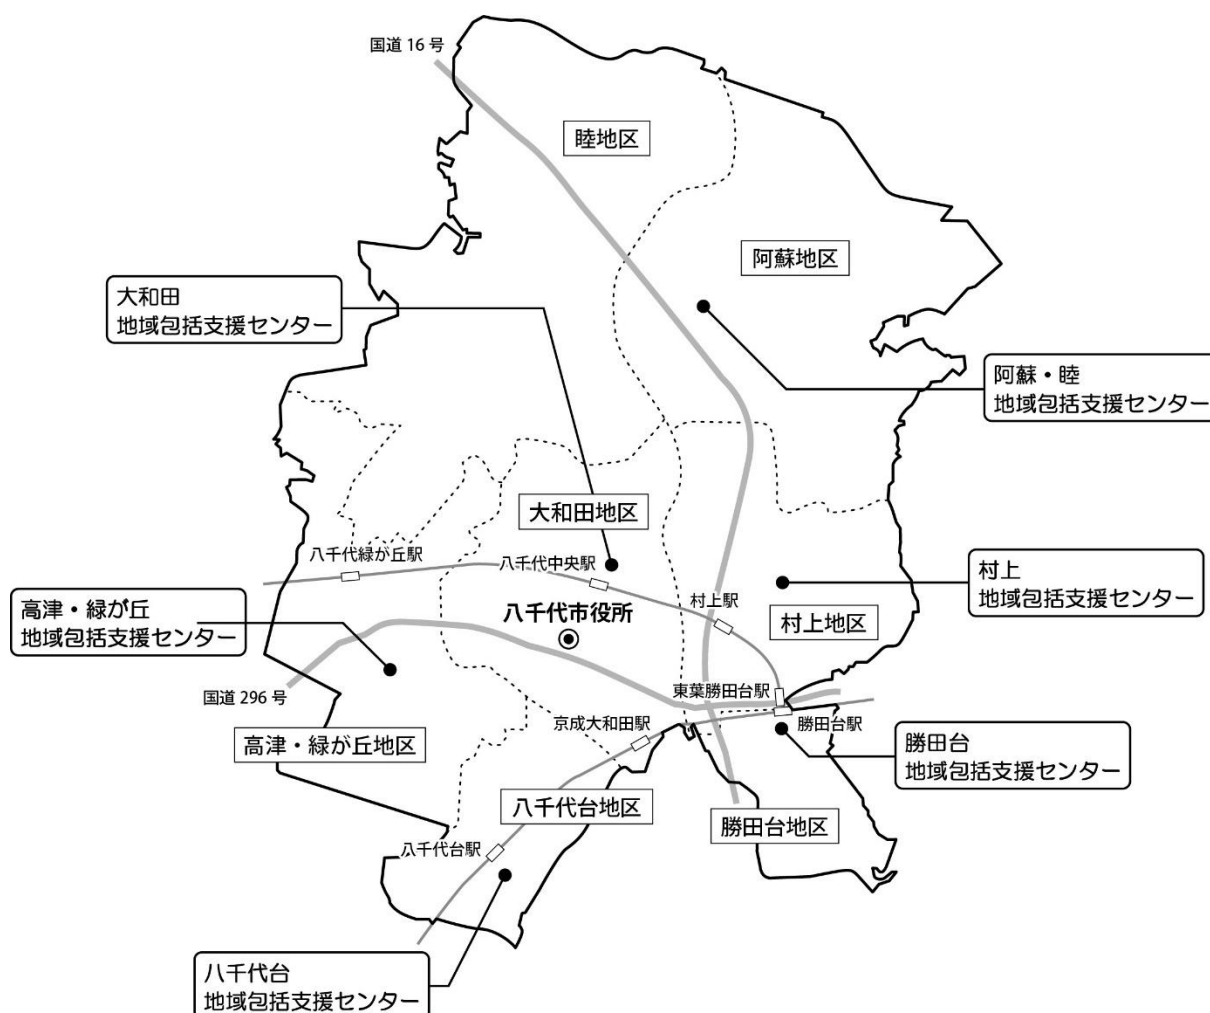 国道 16 号
睦地区
阿蘇地区
大和田
地域包括支援センター
阿蘇・睦
地域包括支援センター
大和田地区
八千代緑が丘駅
八千代中央駅
村上
地域包括支援センター
高津・緑が丘
地域包括支援センター
村上駅
八千代市役所
村上地区
国道 296 号
東葉勝田台駅
京成大和田駅
勝田台駅
高津・緑が丘地区
勝田台
地域包括支援センター
八千代台地区
勝田台地区
八千代台駅
八千代台
地域包括支援センター